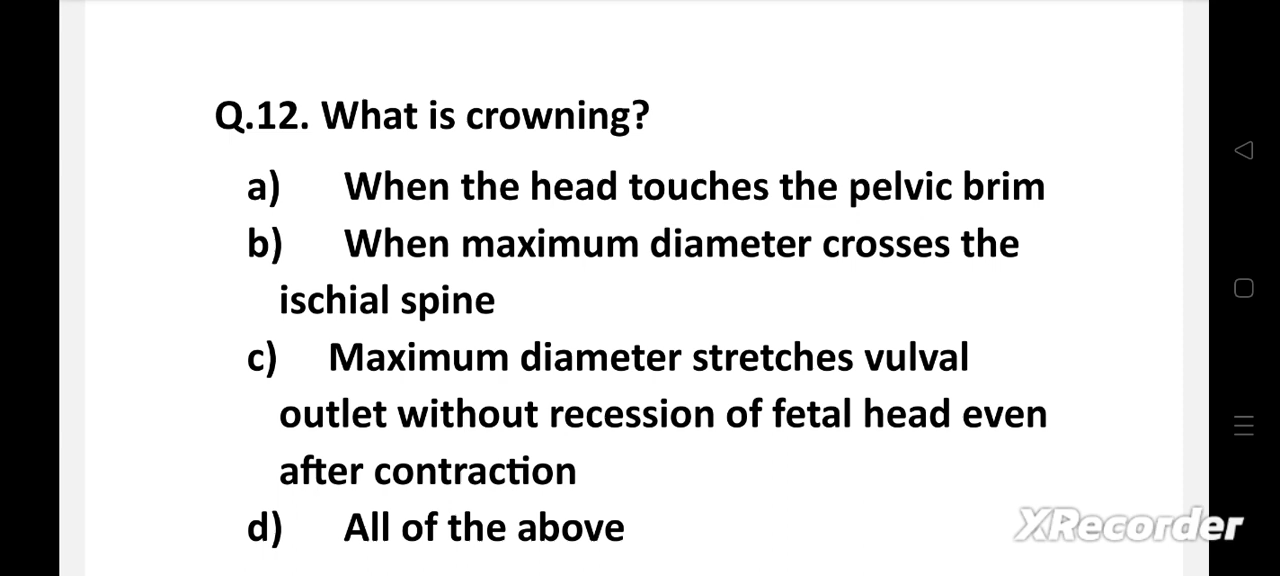 Q.12. What is crowning?
a) When the head touches the pelvic brim
b) When maximum diameter crosses the
ischial spine
c) Maximum diameter stretches vulval
outlet without recession of fetal head even
after contraction
d) All of the above
XRecorder